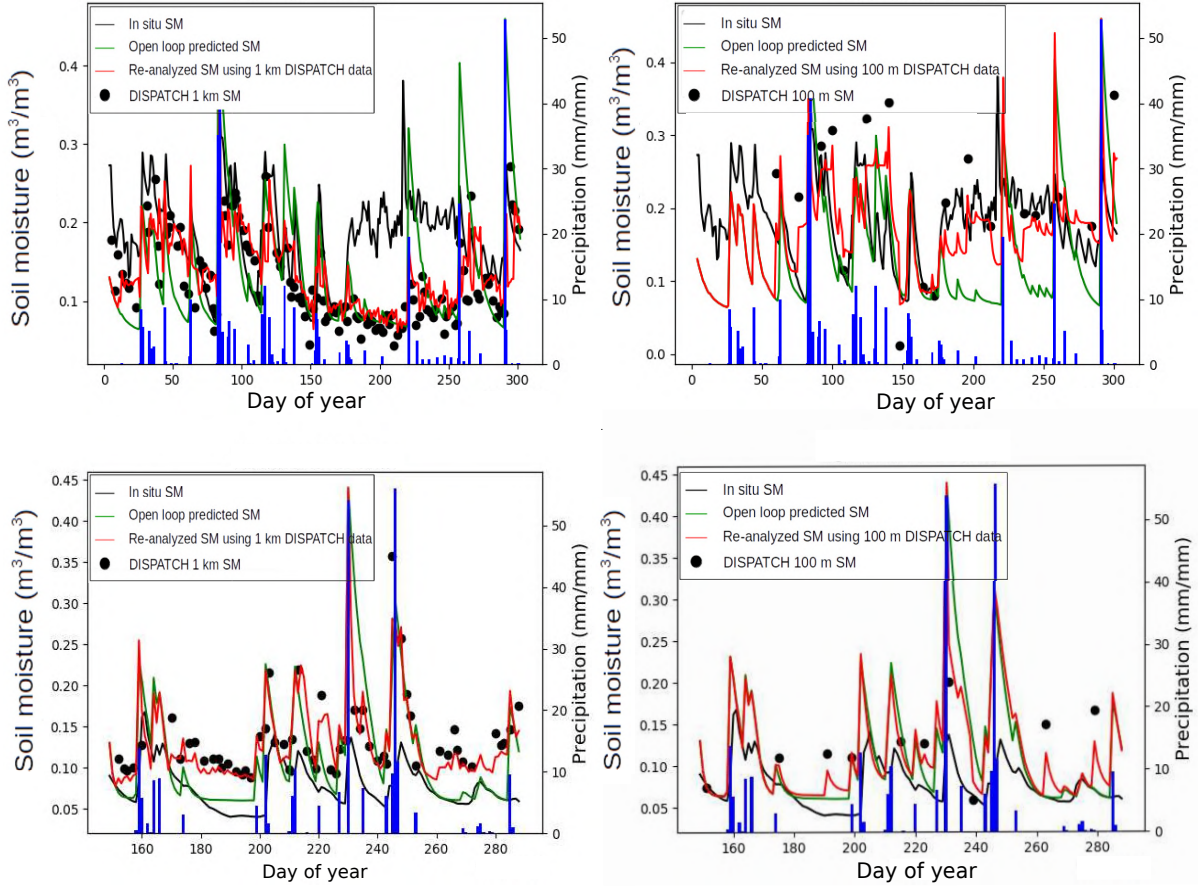 In situ SM
Open loop predicted SM
Re-analyzed SM using 1 km DISPATCH data
DISPATCH 1 km SM
Soil moisture (m³/m³)
0.4
0.3
0.2
0.1
50
40
30
20
10
0
Precipitation (mm/mm)
0
50
100
150
200
250
300
Day of year
In situ SM
Open loop predicted SM
Re-analyzed SM using 100 m DISPATCH data
DISPATCH 100 m SM
Soil moisture (m³/m³)
0.4
0.3
0.2
0.1
0.0
50
40
30
20
10
0
Precipitation (mm/mm)
0
50
100
150
200
250
300
Day of year
In situ SM
Open loop predicted SM
Re-analyzed SM using 1 km DISPATCH data
DISPATCH 1 km SM
Soil moisture (m³/m³)
0.45
0.40
0.35
0.30
0.25
0.20
0.15
0.10
0.05
50
40
30
20
10
0
Precipitation (mm/mm)
160
180
200
220
240
260
280
Day of year
In situ SM
Open loop predicted SM
Re-analyzed SM using 100 m DISPATCH data
DISPATCH 100 m SM
Soil moisture (m³/m³)
0.45
0.40
0.35
0.30
0.25
0.20
0.15
0.10
0.05
50
40
30
20
10
0
Precipitation (mm/mm)
160
180
200
220
240
260
280
Day of year